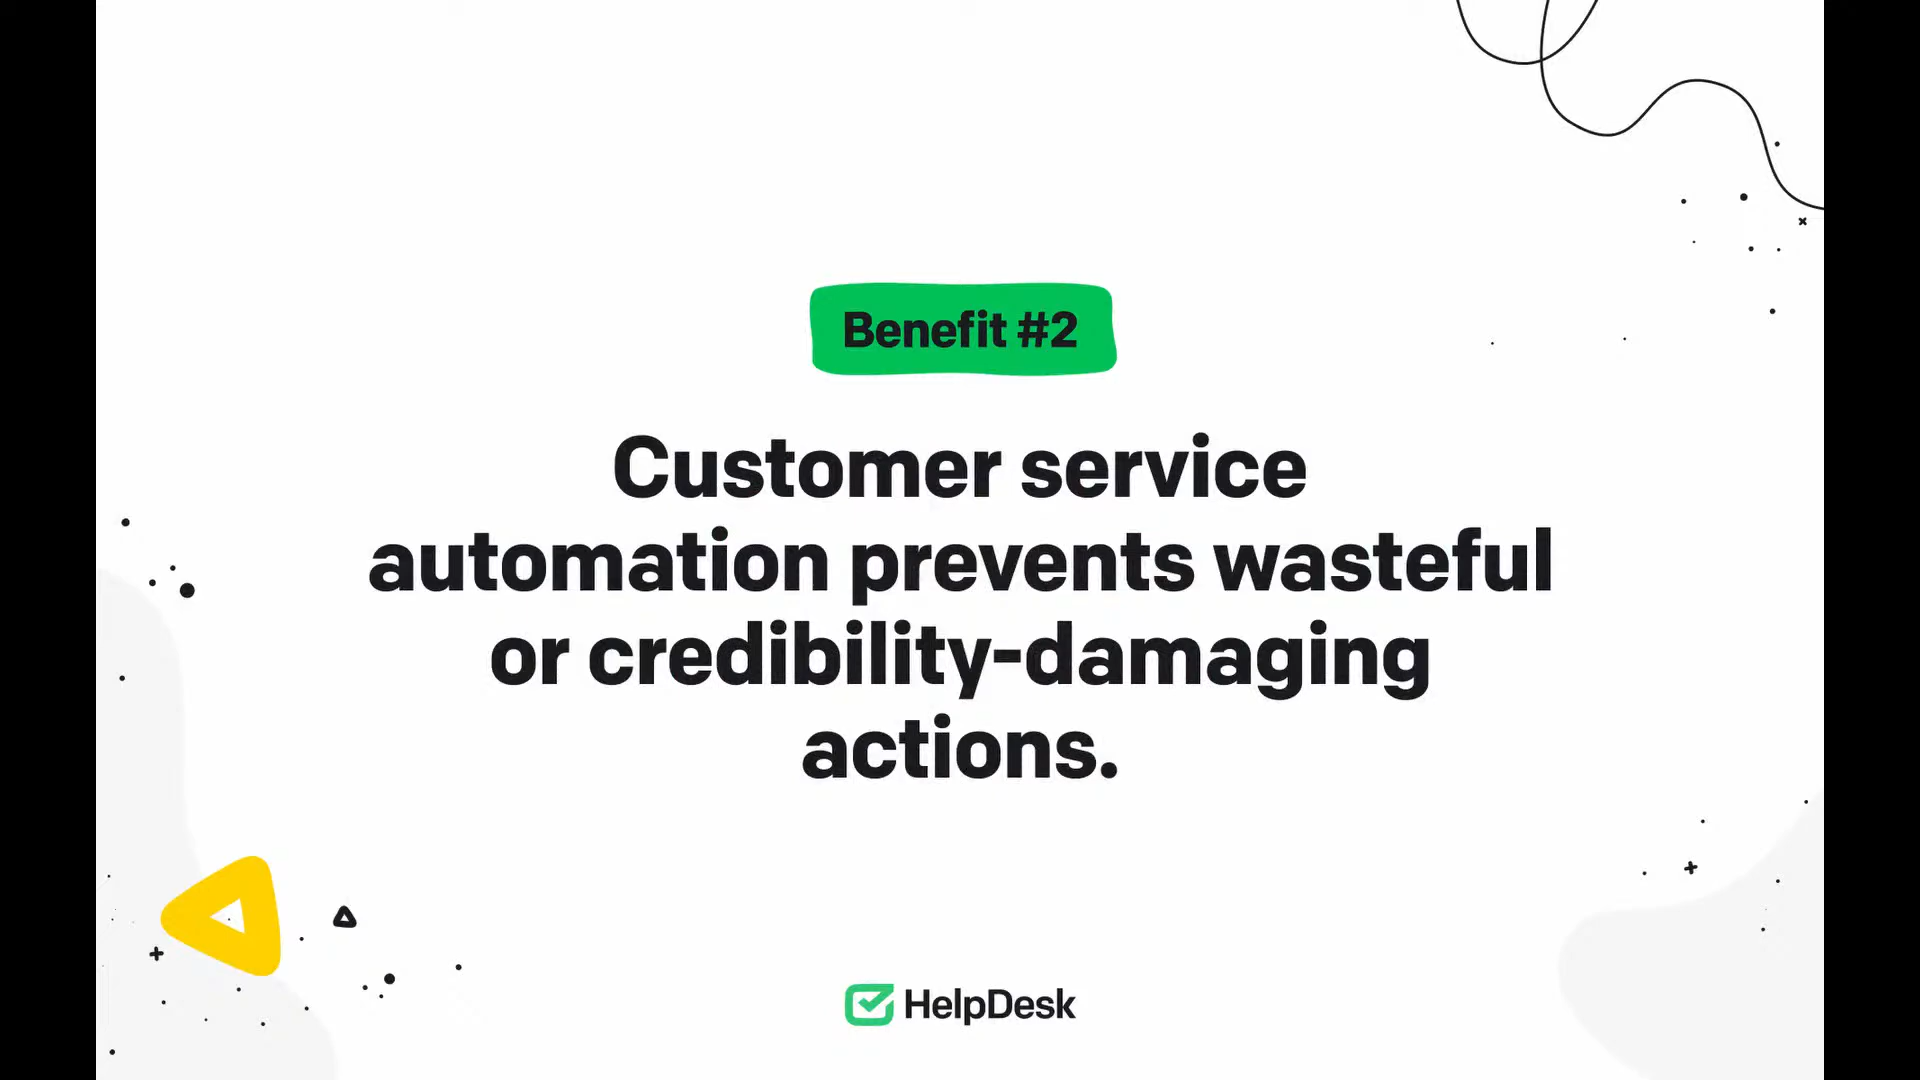 Benefit #2
Customer service
automation prevents wasteful
or credibility-damaging
actions.
HelpDesk